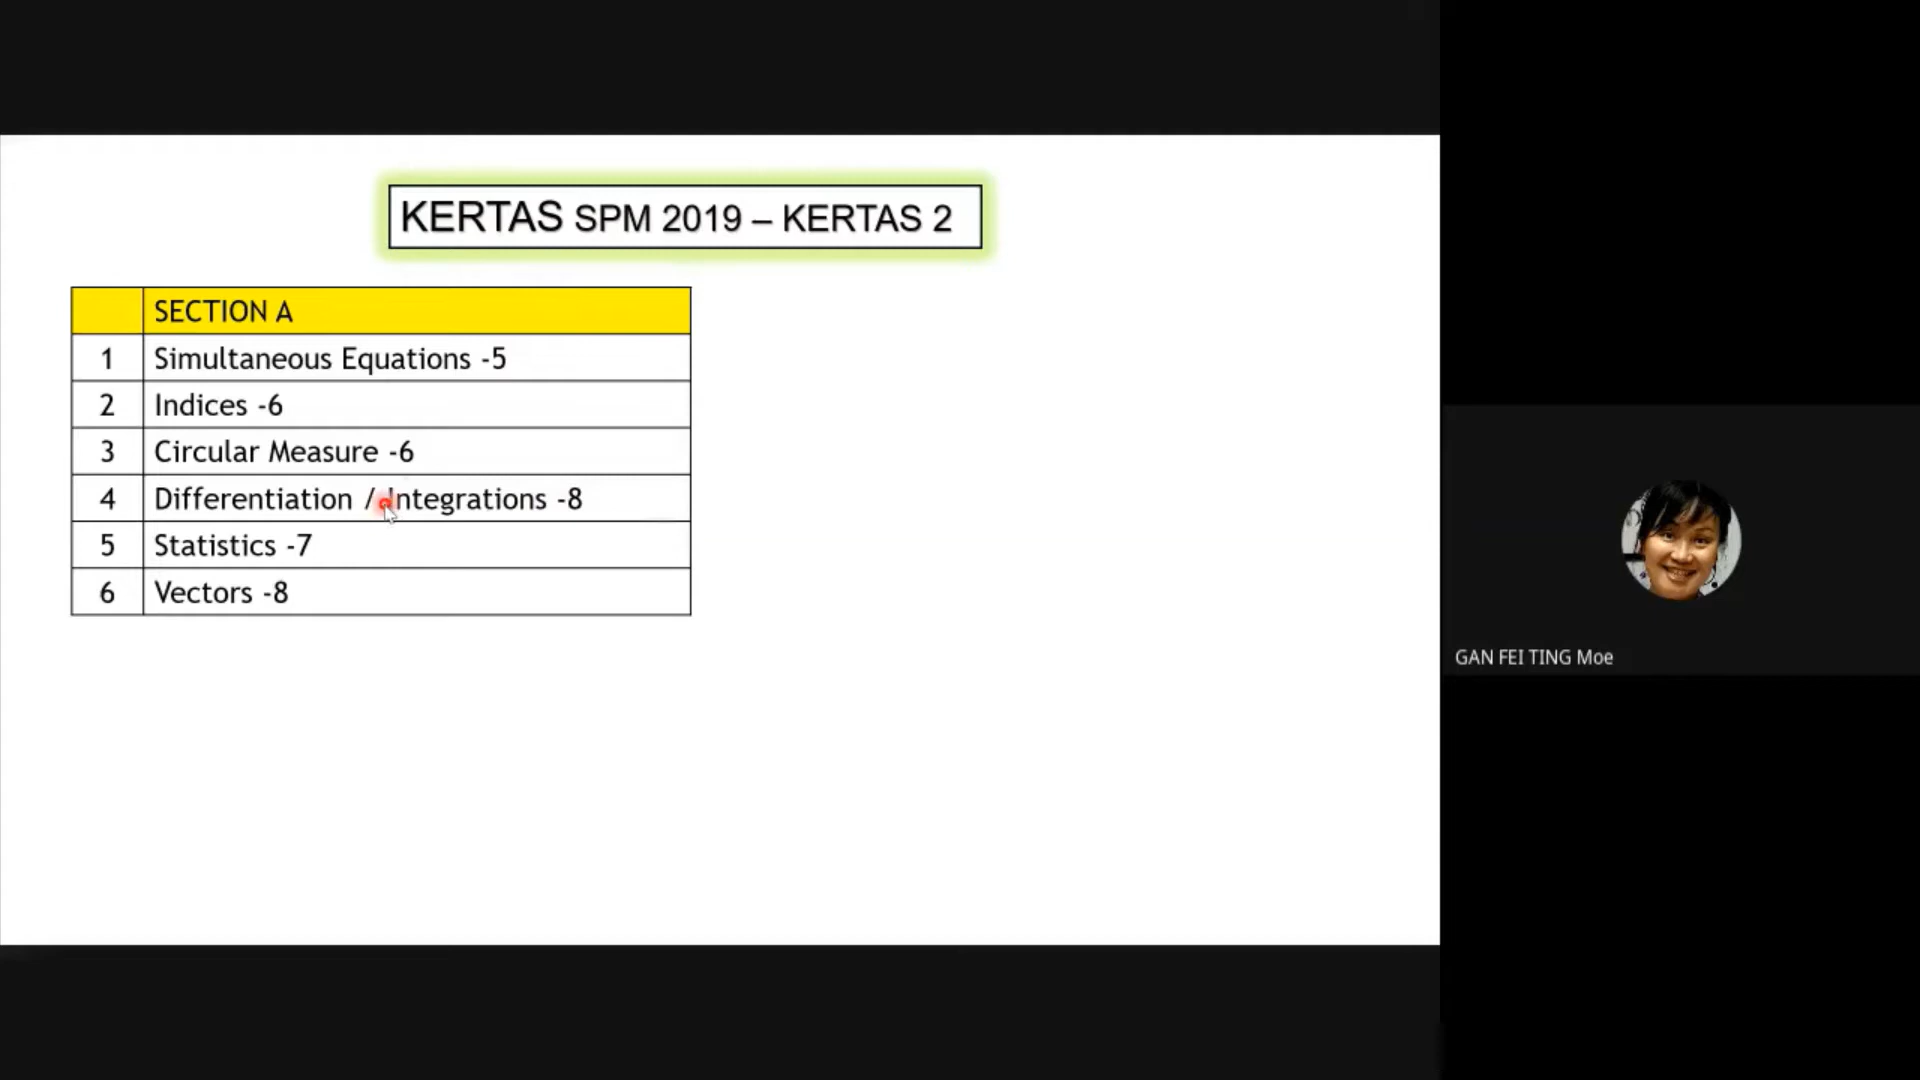 KERTAS SPM 2019 – KERTAS 2
SECTION A
1 Simultaneous Equations -5
2 Indices -6
3 Circular Measure -6
4 Differentiation / Integrations -8
5 Statistics -7
6 Vectors -8
GAN FEI TING Moe